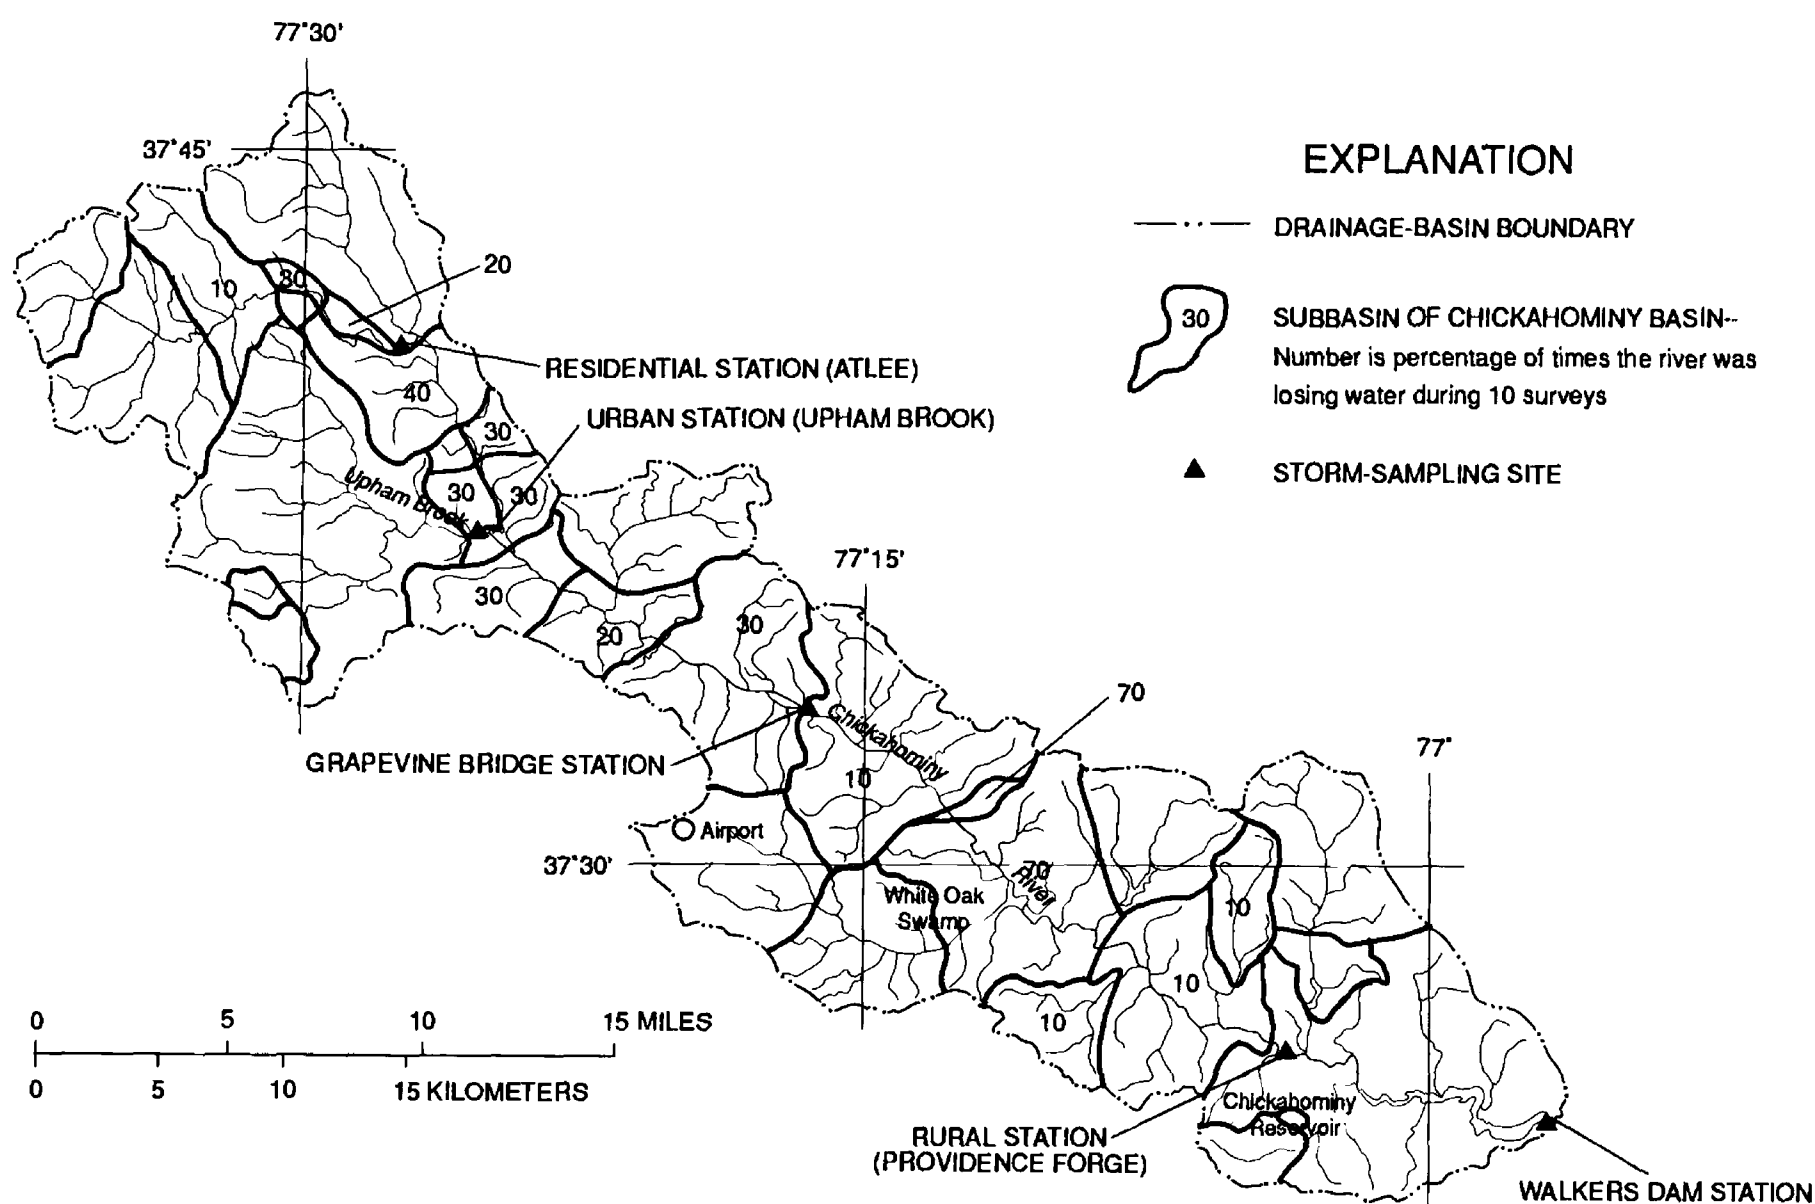 77°30'
37°45'
EXPLANATION
DRAINAGE-BASIN BOUNDARY
30
SUBBASIN OF CHICKAHOMINY BASIN--
Number is percentage of times the river was
losing water during 10 surveys
STORM-SAMPLING SITE
20
30
10
RESIDENTIAL STATION (ATLEE)
40
URBAN STATION (UPHAM BROOK)
30
Upham Brook
30
30
77°15'
30
20
30
70
Chickahominy
River
GRAPEVINE BRIDGE STATION
77°
10
Airport
37°30'
70
White Oak
Swamp
10
10
10
0 5 10 15 MILES
0 5 10 15 KILOMETERS
Chickahominy
Reservoir
RURAL STATION
(PROVIDENCE FORGE)
WALKERS DAM STATION